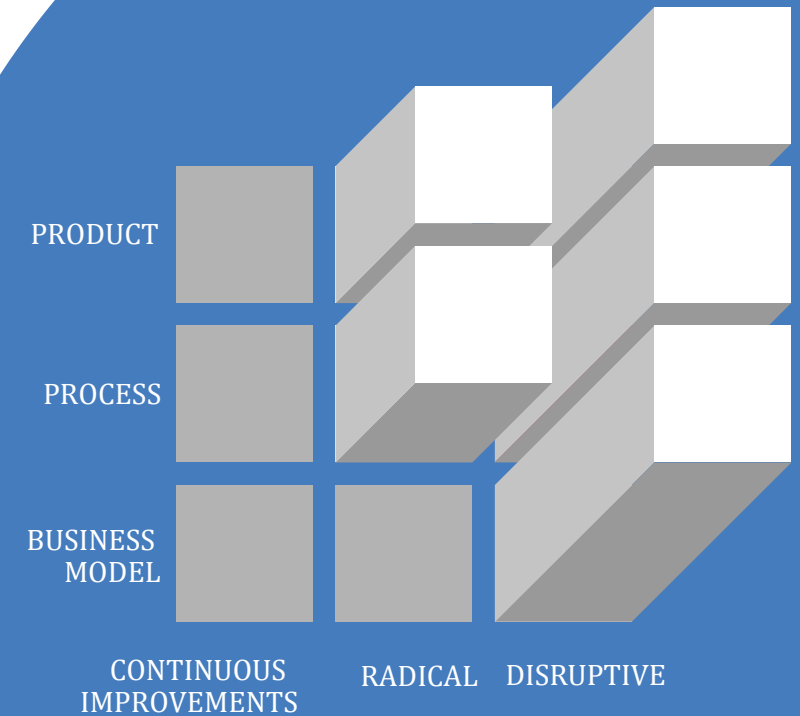 PRODUCT
PROCESS
BUSINESS
MODEL
CONTINUOUS
IMPROVEMENTS
RADICAL
DISRUPTIVE